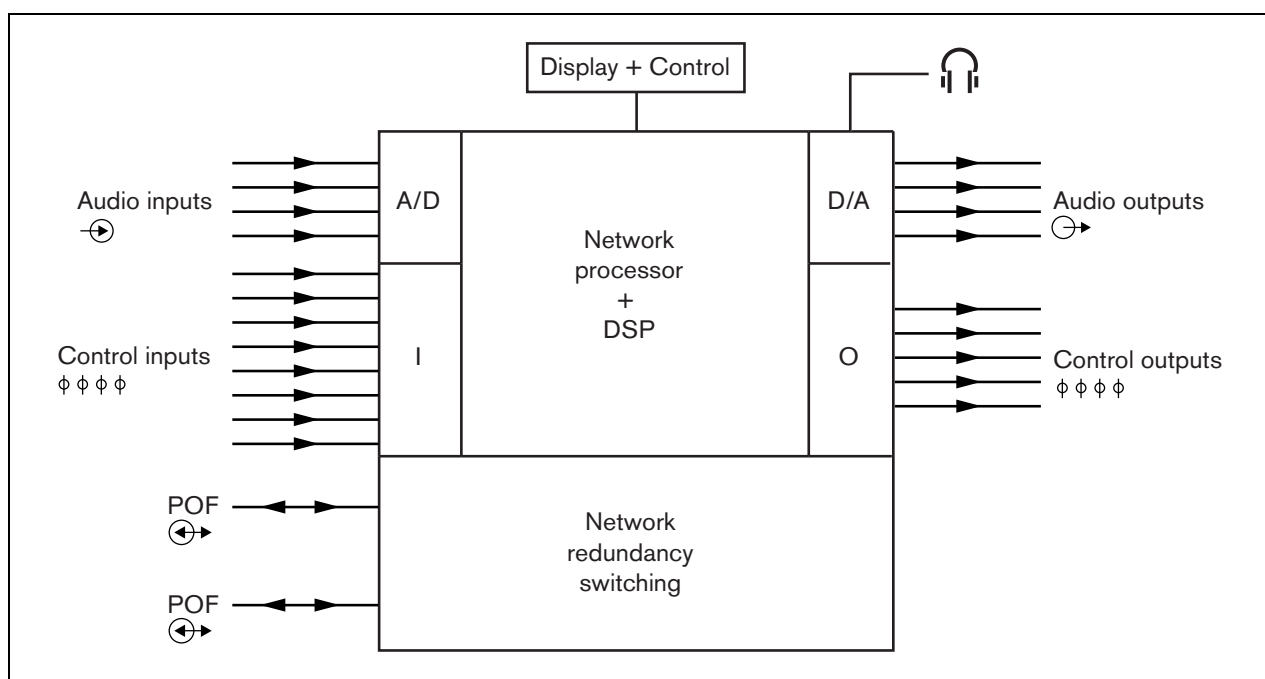 Display + Control
Audio inputs
A/D
D/A
Audio outputs
Network
processor
+
DSP
Control inputs
I
O
Control outputs
POF
Network
redundancy
switching
POF